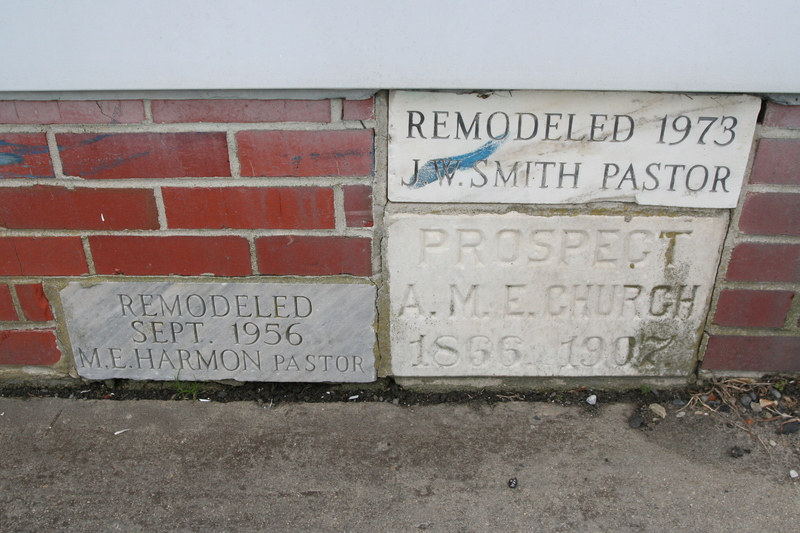 REMODELED 1973
J.W. SMITH PASTOR
PROSPECT
A. M. E. CHURCH
1866 1907
REMODELED
SEPT. 1956
M.E. HARMON PASTOR